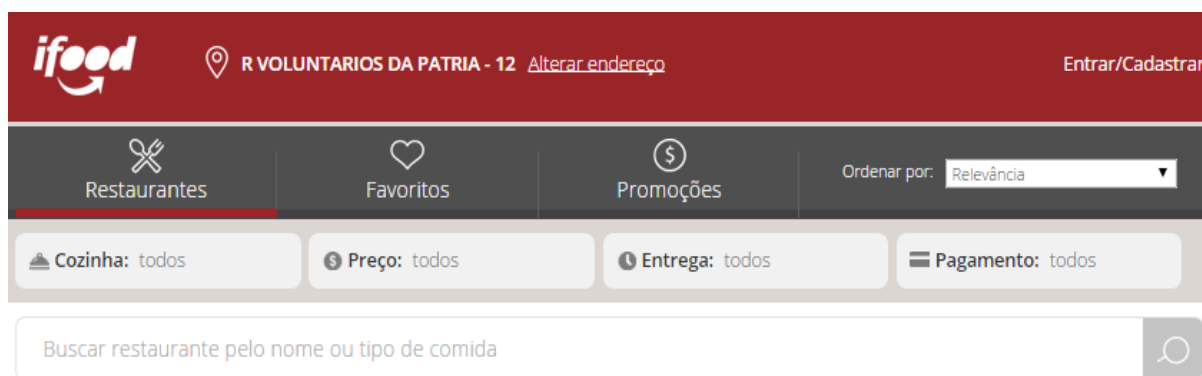 ifood
R VOLUNTARIOS DA PATRIA - 12 Alterar endereço
Entrar/Cadastrar
Restaurantes
Favoritos
Promoções
Ordenar por: Relevância
Cozinha: todos
Preço: todos
Entrega: todos
Pagamento: todos
Buscar restaurante pelo nome ou tipo de comida